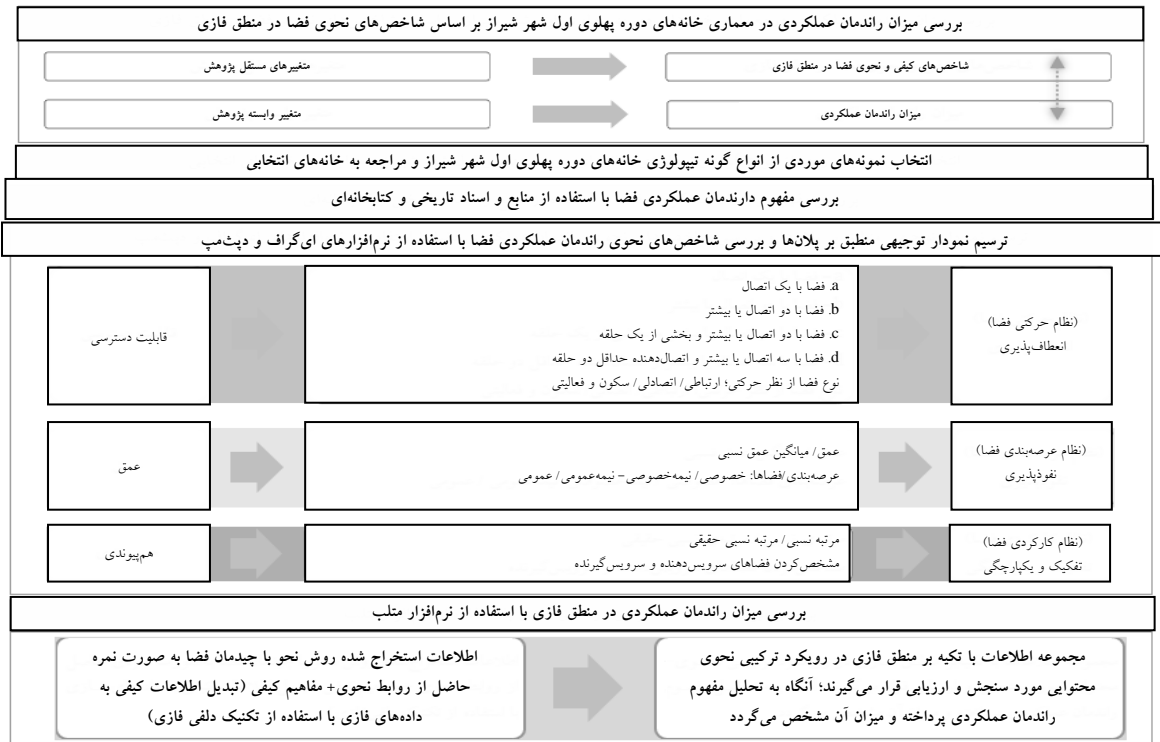 بررسی میزان راندمان عملکردی در معماری خانه‌های دوره پهلوی اول شهر شیراز بر اساس شاخص‌های نحوی فضا در منطق فازی
شاخص‌های کیفی و نحوی فضا در منطق فازی
متغیرهای مستقل پژوهش
میزان راندمان عملکردی
متغیر وابسته پژوهش
انتخاب نمونه‌های موردی از انواع گونه تیپولوژی خانه‌های دوره پهلوی اول شهر شیراز و مراجعه به خانه‌های انتخابی
بررسی مفهوم دارندمان عملکردی فضا با استفاده از منابع و اسناد تاریخی و کتابخانه‌ای
ترسیم نمودار توجیهی منطبق بر پلان‌ها و بررسی شاخص‌های نحوی راندمان عملکردی فضا با استفاده از نرم‌افزارهای ای‌گراف و دپث‌مپ
(نظام حرکتی فضا)
انعطاف‌پذیری
a. فضا با یک اتصال
b. فضا با دو اتصال یا بیشتر
c. فضا با دو اتصال یا بیشتر و بخشی از یک حلقه
d. فضا با سه اتصال یا بیشتر و اتصال‌دهنده حداقل دو حلقه
نوع فضا از نظر حرکتی؛ ارتباطی/ اتصادلی/ سکون و فعالیتی
قابلیت دسترسی
(نظام عرصه‌بندی فضا)
نفوذپذیری
عمق/ میانگین عمق نسبی
عرصه‌بندی/فضاها: خصوصی/ نیمه‌خصوصی- نیمه‌عمومی/ عمومی
عمق
(نظام کارکردی فضا)
تفکیک و یکپارچگی
مرتبه نسبی/ مرتبه نسبی حقیقی
مشخص‌کردن فضاهای سرویس‌دهنده و سرویس‌گیرنده
هم‌پیوندی
بررسی میزان راندمان عملکردی در منطق فازی با استفاده از نرم‌افزار متلب
مجموعه اطلاعات با تکیه بر منطق فازی در رویکرد ترکیبی نحوی
محتوایی مورد سنجش و ارزیابی قرار می‌گیرند؛ آنگاه به تحلیل مفهوم
راندمان عملکردی پرداخته و میزان آن مشخص می‌گردد
اطلاعات استخراج شده روش نحو با چیدمان فضا به صورت نمره
حاصل از روابط نحوی+ مفاهیم کیفی (تبدیل اطلاعات کیفی به
داده‌های فازی با استفاده از تکنیک دلفی فازی)